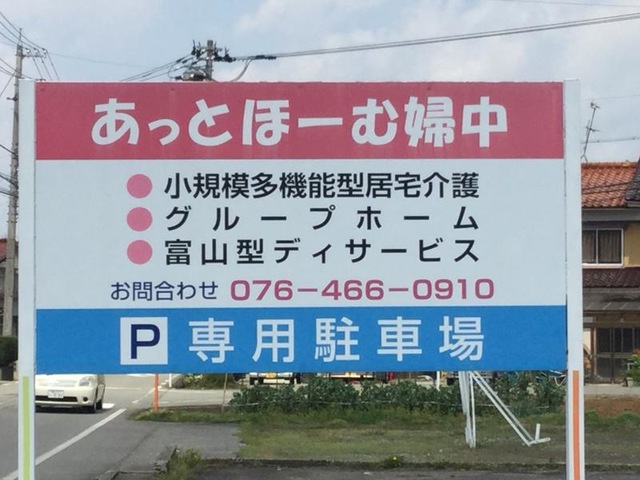 あっとほーむ婦中
●小規模多機能型居宅介護
●グループホーム
●富山型ディサービス
お問合わせ 076-466-0910
P 専用駐車場